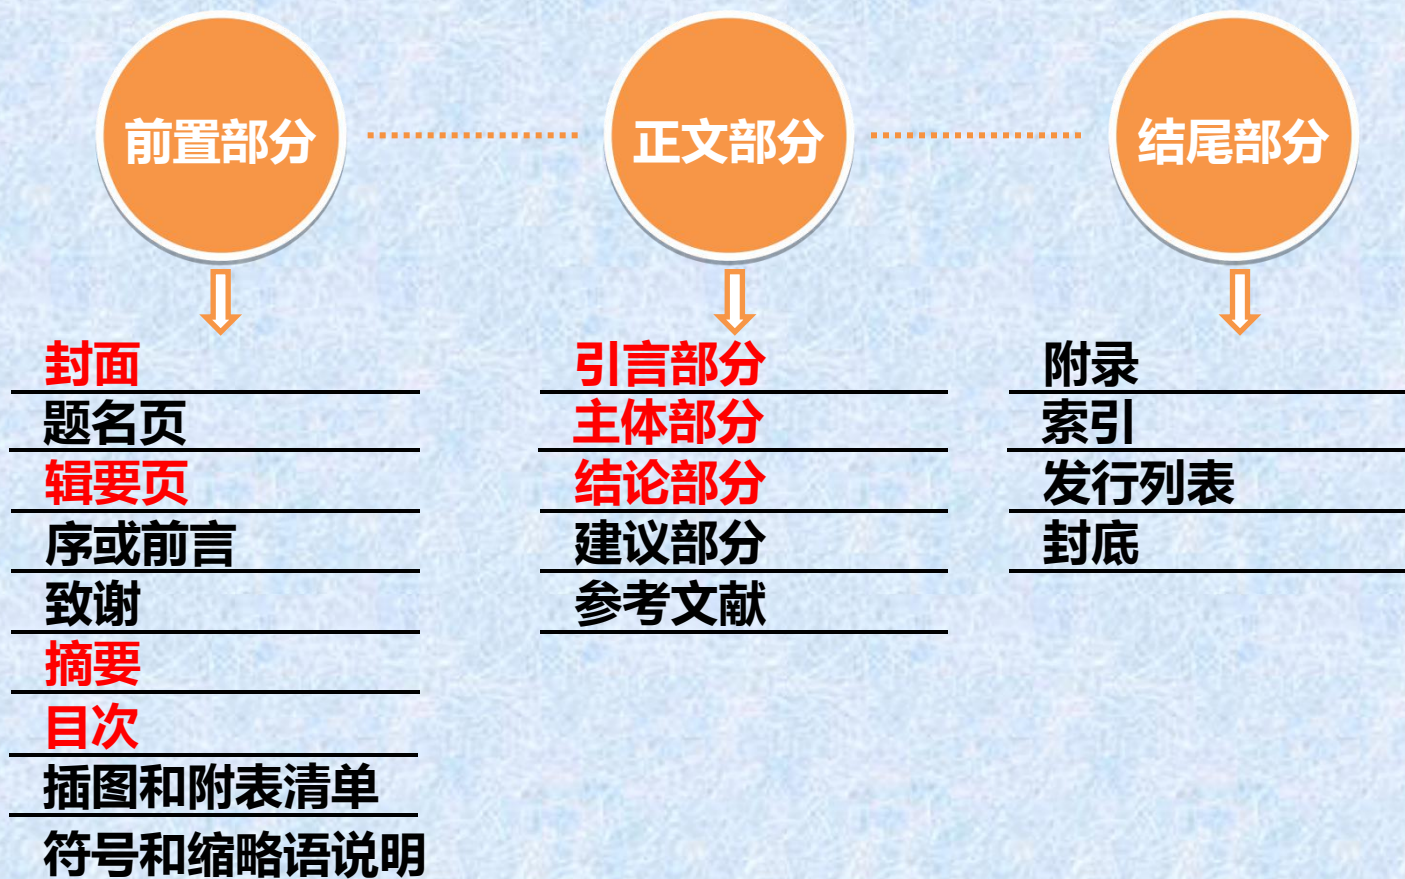 前置部分
正文部分
结尾部分
封面
题名页
辑要页
序或前言
致谢
摘要
目次
插图和附表清单
符号和缩略语说明
引言部分
主体部分
结论部分
建议部分
参考文献
附录
索引
发行列表
封底